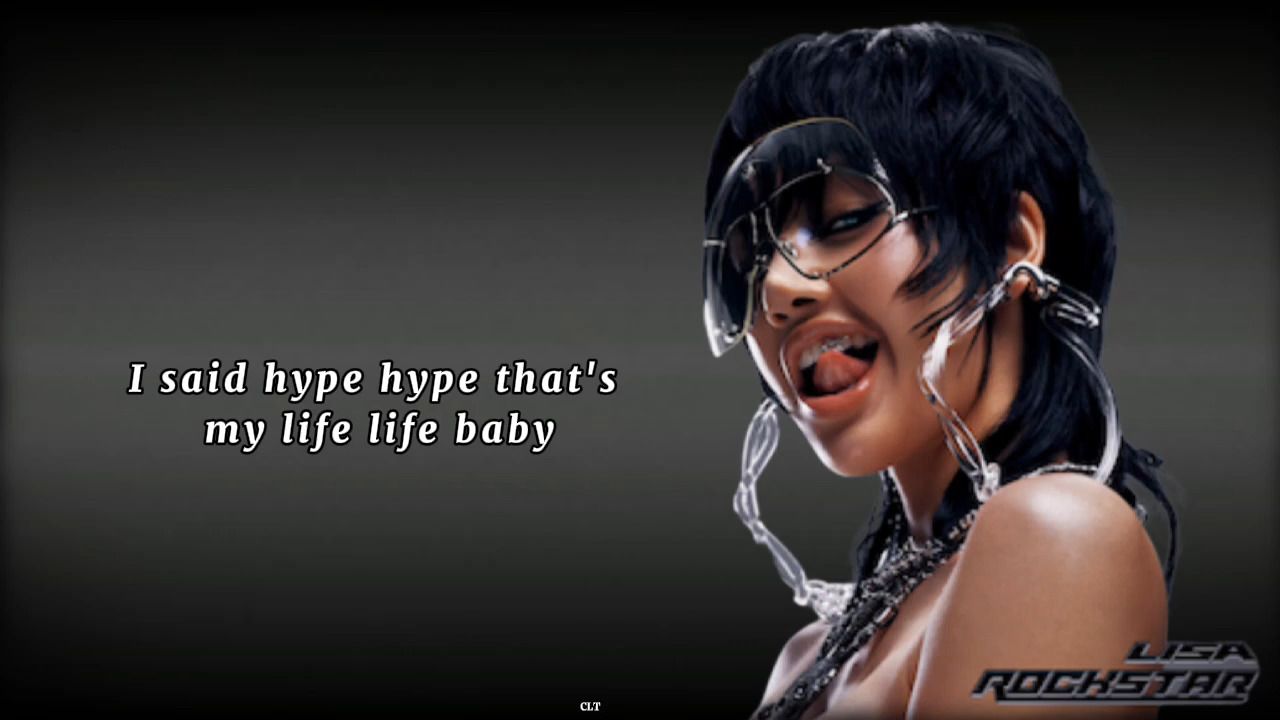 I said hype hype that's
my life life baby
LISA
ROCKSTAR
CLT